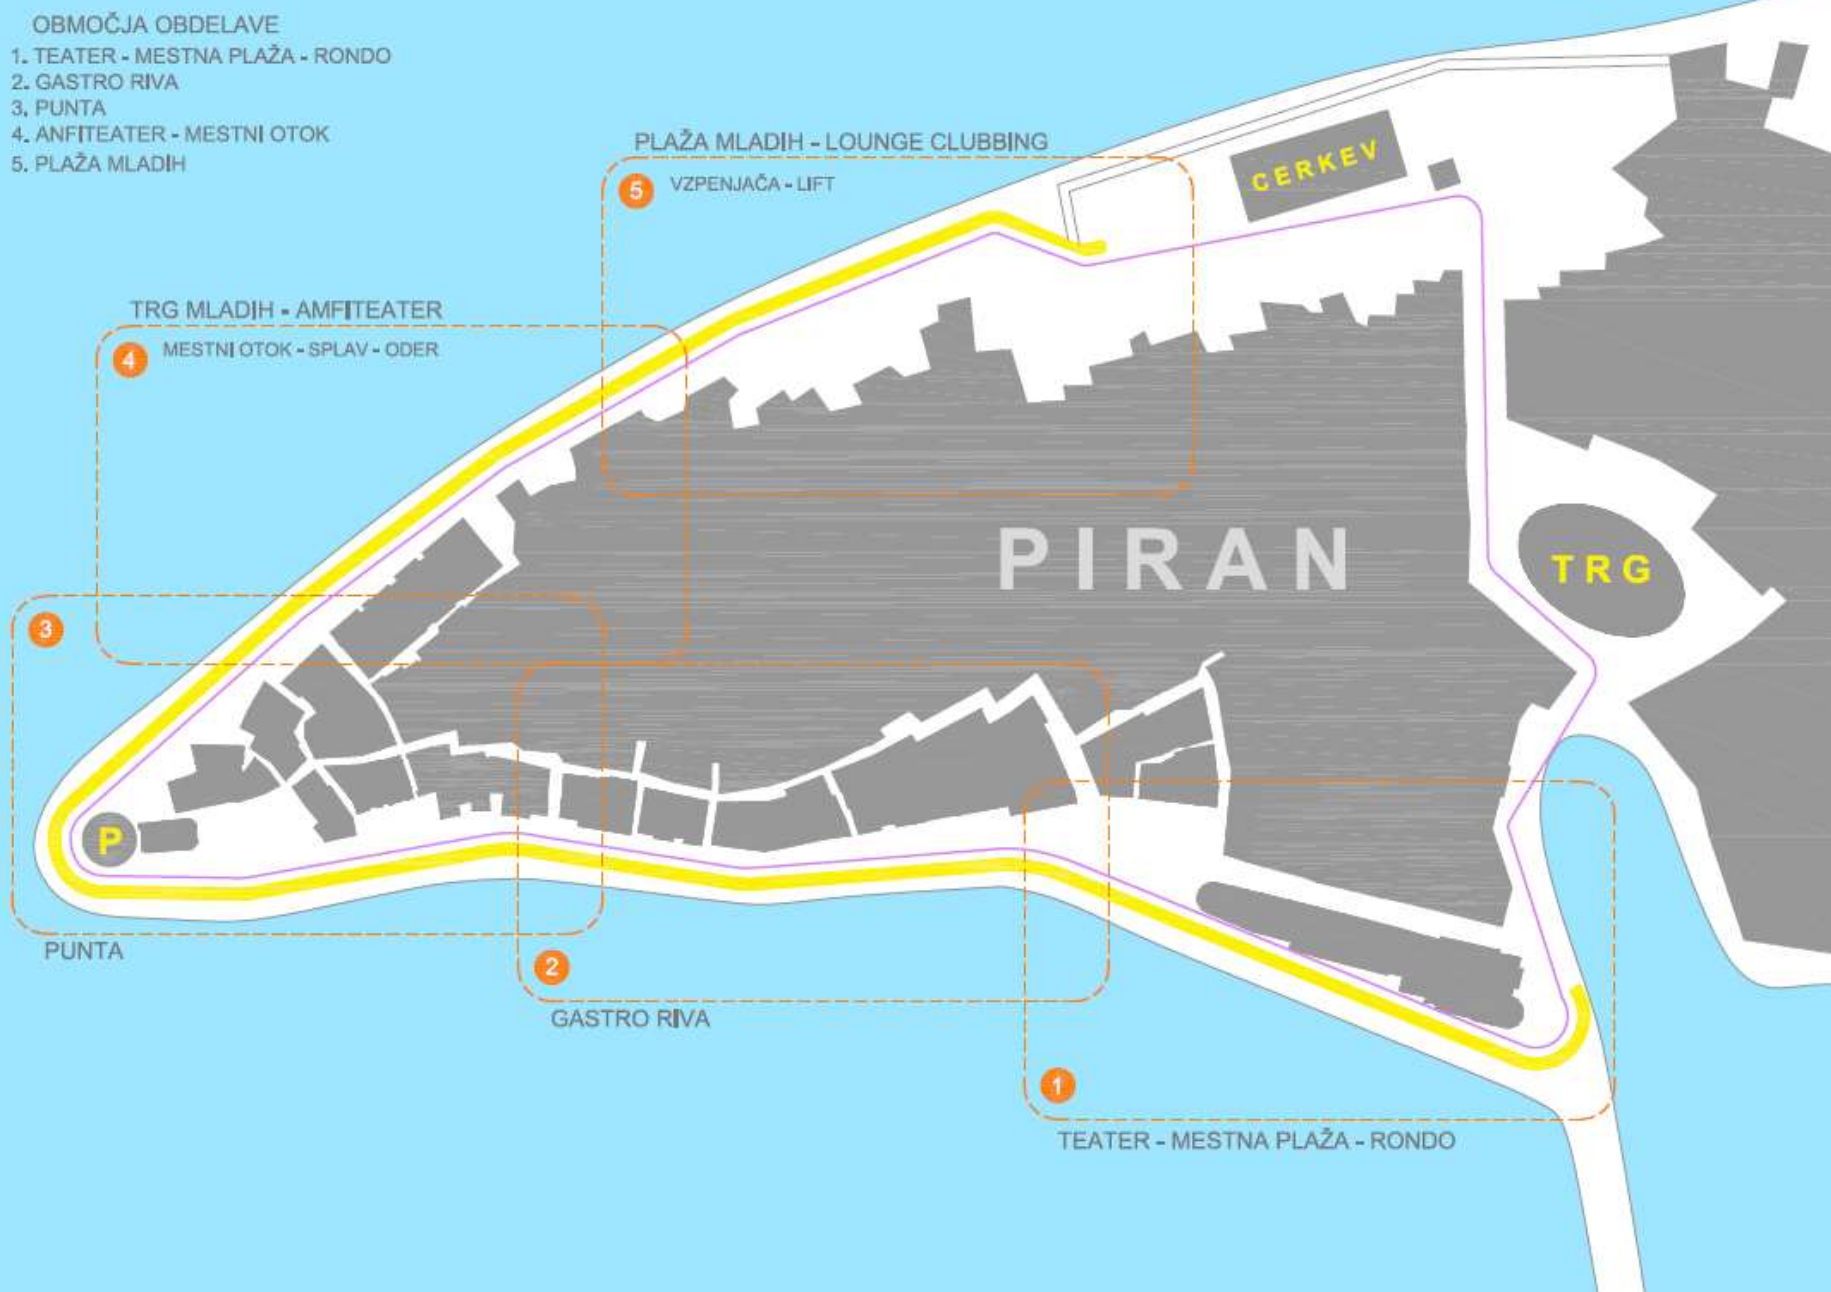 OBMOČJA OBDELAVE
1. TEATER - MESTNA PLAŽA - RONDO
2. GASTRO RIVA
3. PUNTA
4. ANFITEATER - MESTNI OTOK
5. PLAŽA MLADIH
PLAŽA MLADIH - LOUNGE CLUBBING
5 VZPENJAČA - LIFT
CERKEV
TRG MLADIH - AMFITEATER
4 MESTNI OTOK - SPLAV - ODER
PIRAN
TRG
3
P
PUNTA
2
GASTRO RIVA
1
TEATER - MESTNA PLAŽA - RONDO